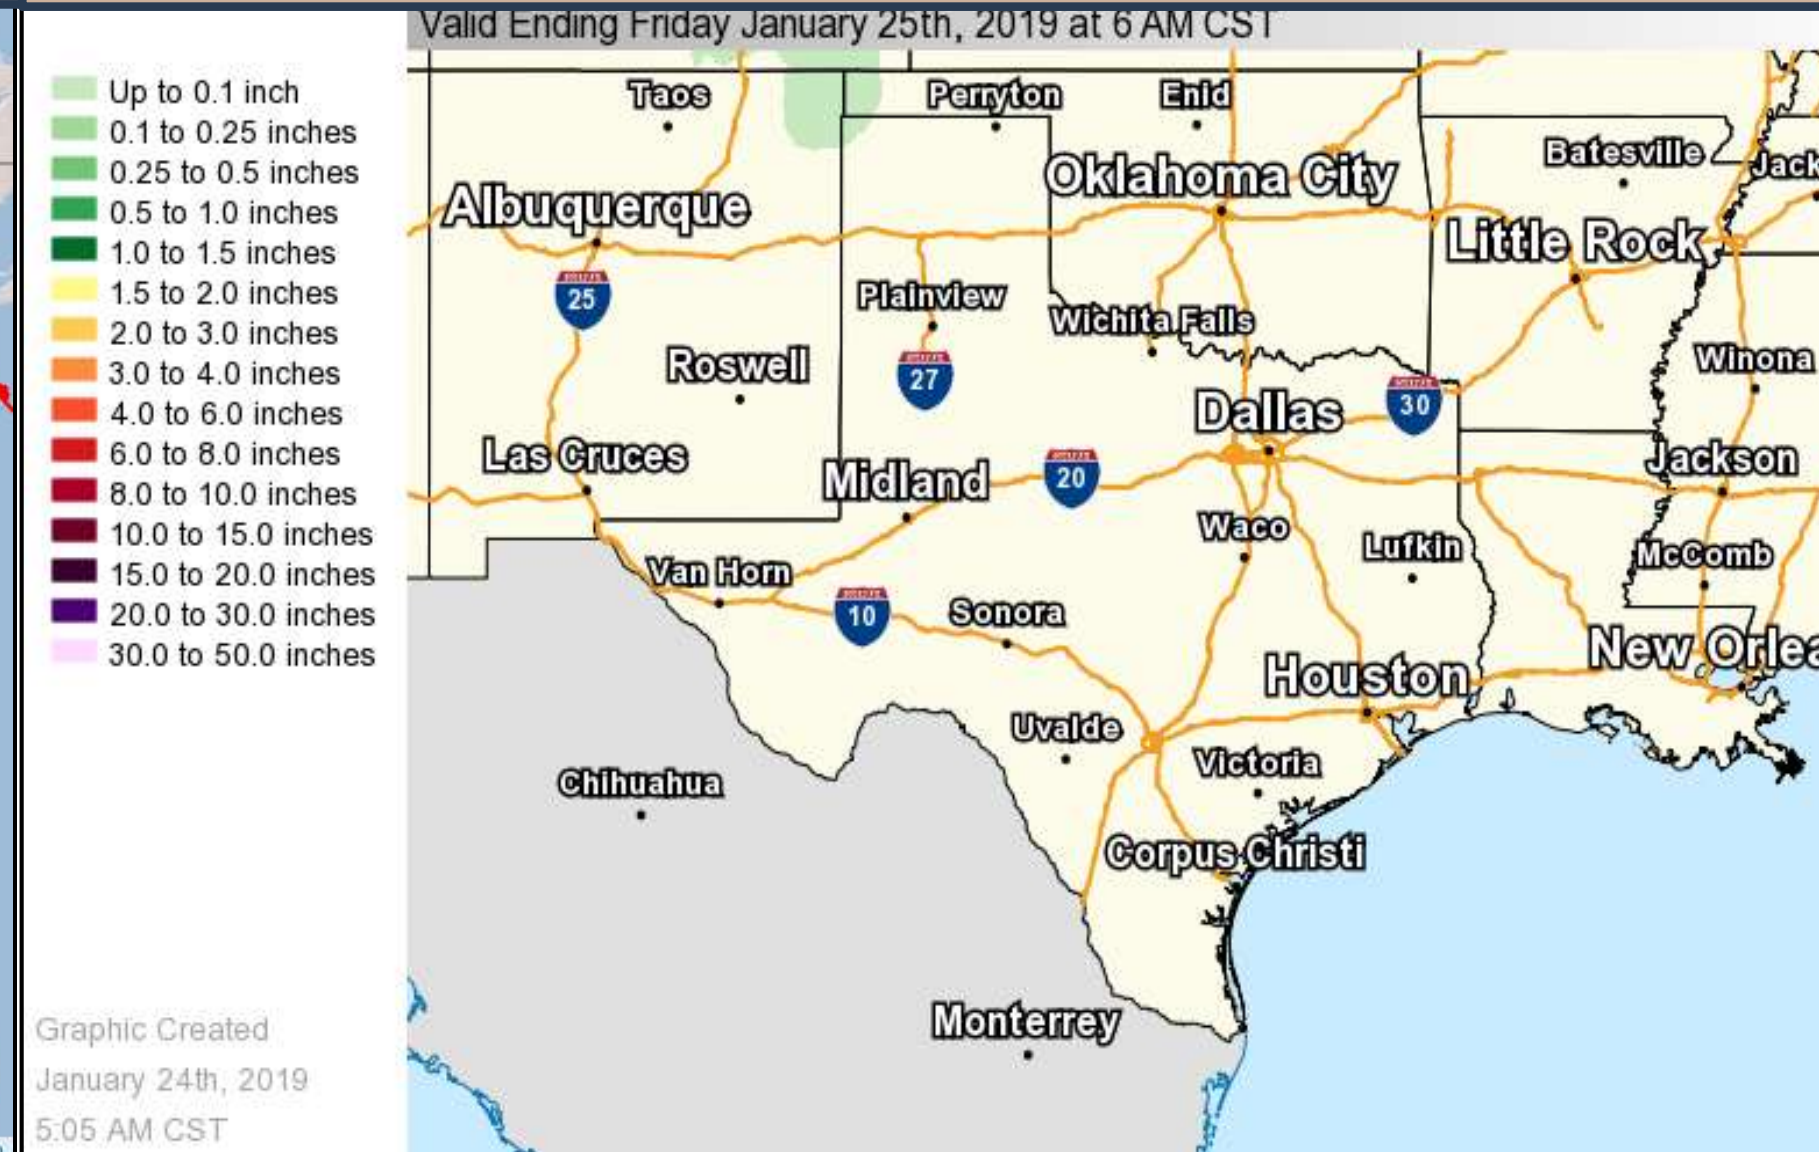 Valid Ending Friday January 25th, 2019 at 6 AM CST
Up to 0.1 inch
0.1 to 0.25 inches
0.25 to 0.5 inches
0.5 to 1.0 inches
1.0 to 1.5 inches
1.5 to 2.0 inches
2.0 to 3.0 inches
3.0 to 4.0 inches
4.0 to 6.0 inches
6.0 to 8.0 inches
8.0 to 10.0 inches
10.0 to 15.0 inches
15.0 to 20.0 inches
20.0 to 30.0 inches
30.0 to 50.0 inches
Graphic Created
January 24th, 2019
5:05 AM CST
Taos
Perryton
Enid
Batesville
Jack
Oklahoma City
Albuquerque
Little Rock
25
Plainview
Wichita Falls
Winona
Roswell
27
30
Dallas
Las Cruces
Midland
20
Jackson
Waco
Lufkin
McComb
Van Horn
10
Sonora
New Orlea
Houston
Uvalde
Victoria
Chihuahua
Corpus Christi
Monterrey